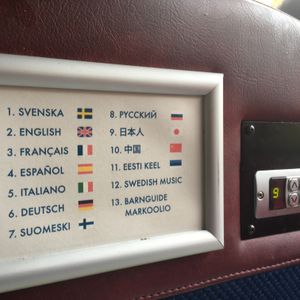 1. SVENSKA
2. ENGLISH
3. FRANÇAIS
4. ESPAÑOL
5. ITALIANO
6. DEUTSCH
7. SUOMESKI
8. РУССКИЙ
9. 日本人
10. 中国
11. EESTI KEEL
12. SWEDISH MUSIC
13. BARNGUIDE
MARKOOLIO
9